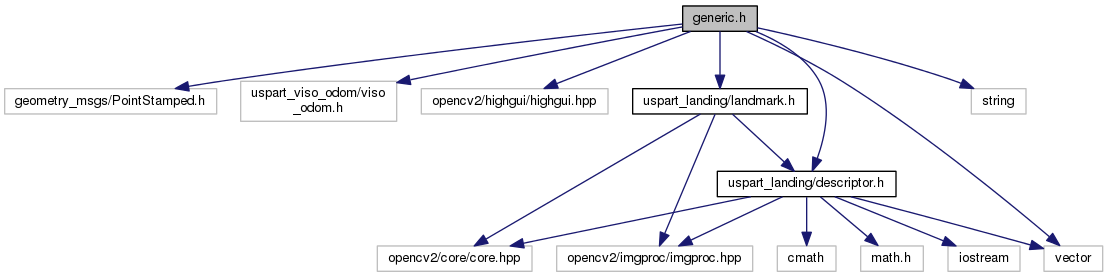 generic.h
geometry_msgs/PointStamped.h
uspart_viso_odom/viso
_odom.h
opencv2/highgui/highgui.hpp
uspart_landing/landmark.h
string
uspart_landing/descriptor.h
opencv2/core/core.hpp
opencv2/imgproc/imgproc.hpp
cmath
math.h
iostream
vector